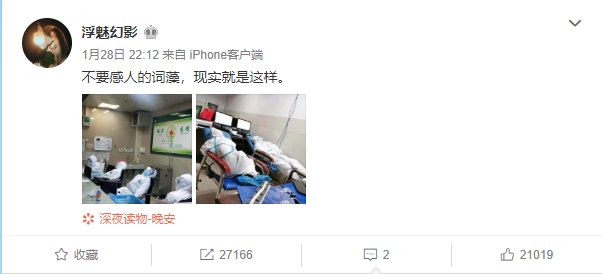 浮魅幻影
1月28日 22:12 来自 iPhone客户端
不要感人的词藻，现实就是这样。
深夜读物-晚安
收藏
27166
2
21019